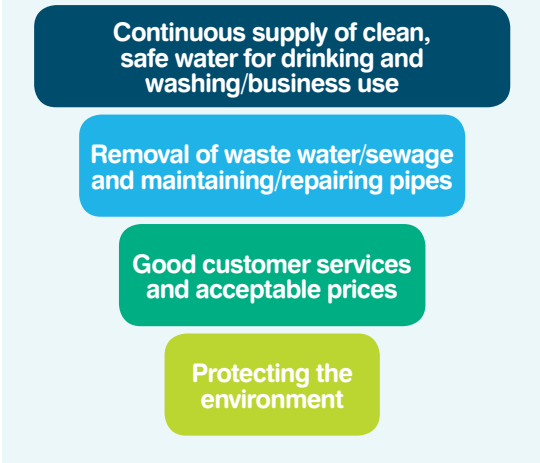 Continuous supply of clean,
safe water for drinking and
washing/business use
Removal of waste water/sewage
and maintaining/repairing pipes
Good customer services
and acceptable prices
Protecting the
environment